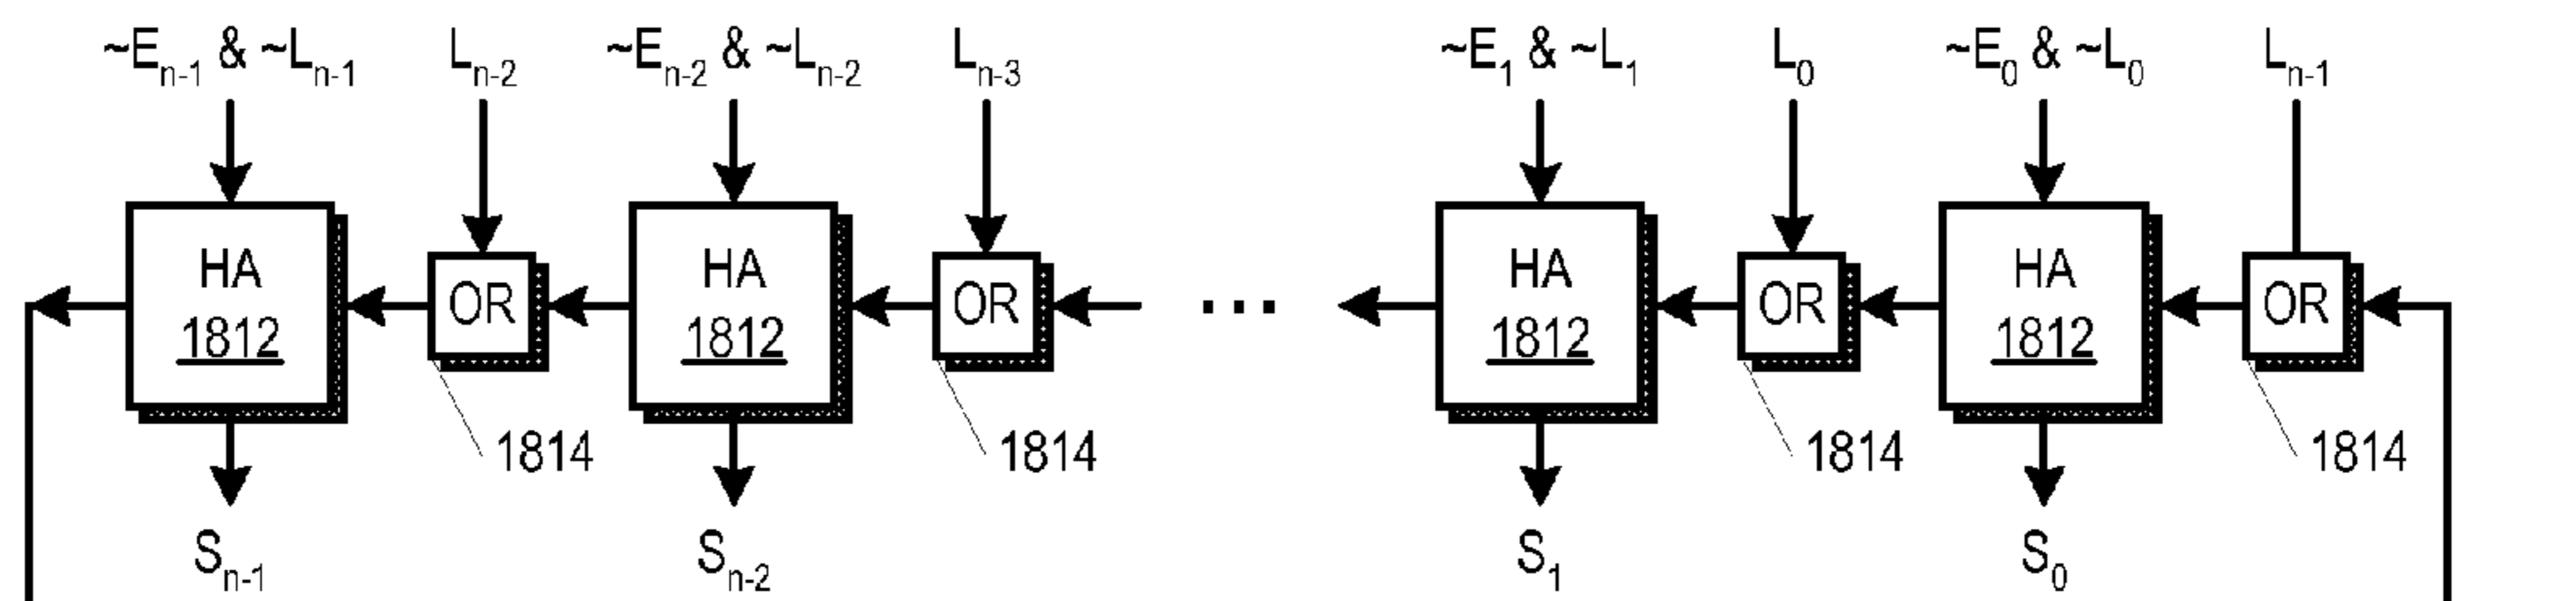 ~Eₙ₋₁ & ~Lₙ₋₁ Lₙ₋₂ ~Eₙ₋₂ & ~Lₙ₋₂ Lₙ₋₃ ~E₁ & ~L₁ L₀ ~E₀ & ~L₀ Lₙ₋₁
HA HA HA HA
OR OR ... OR OR
1812 1812 1812 1812
1814 1814 1814 1814
Sₙ₋₁ Sₙ₋₂ S₁ S₀